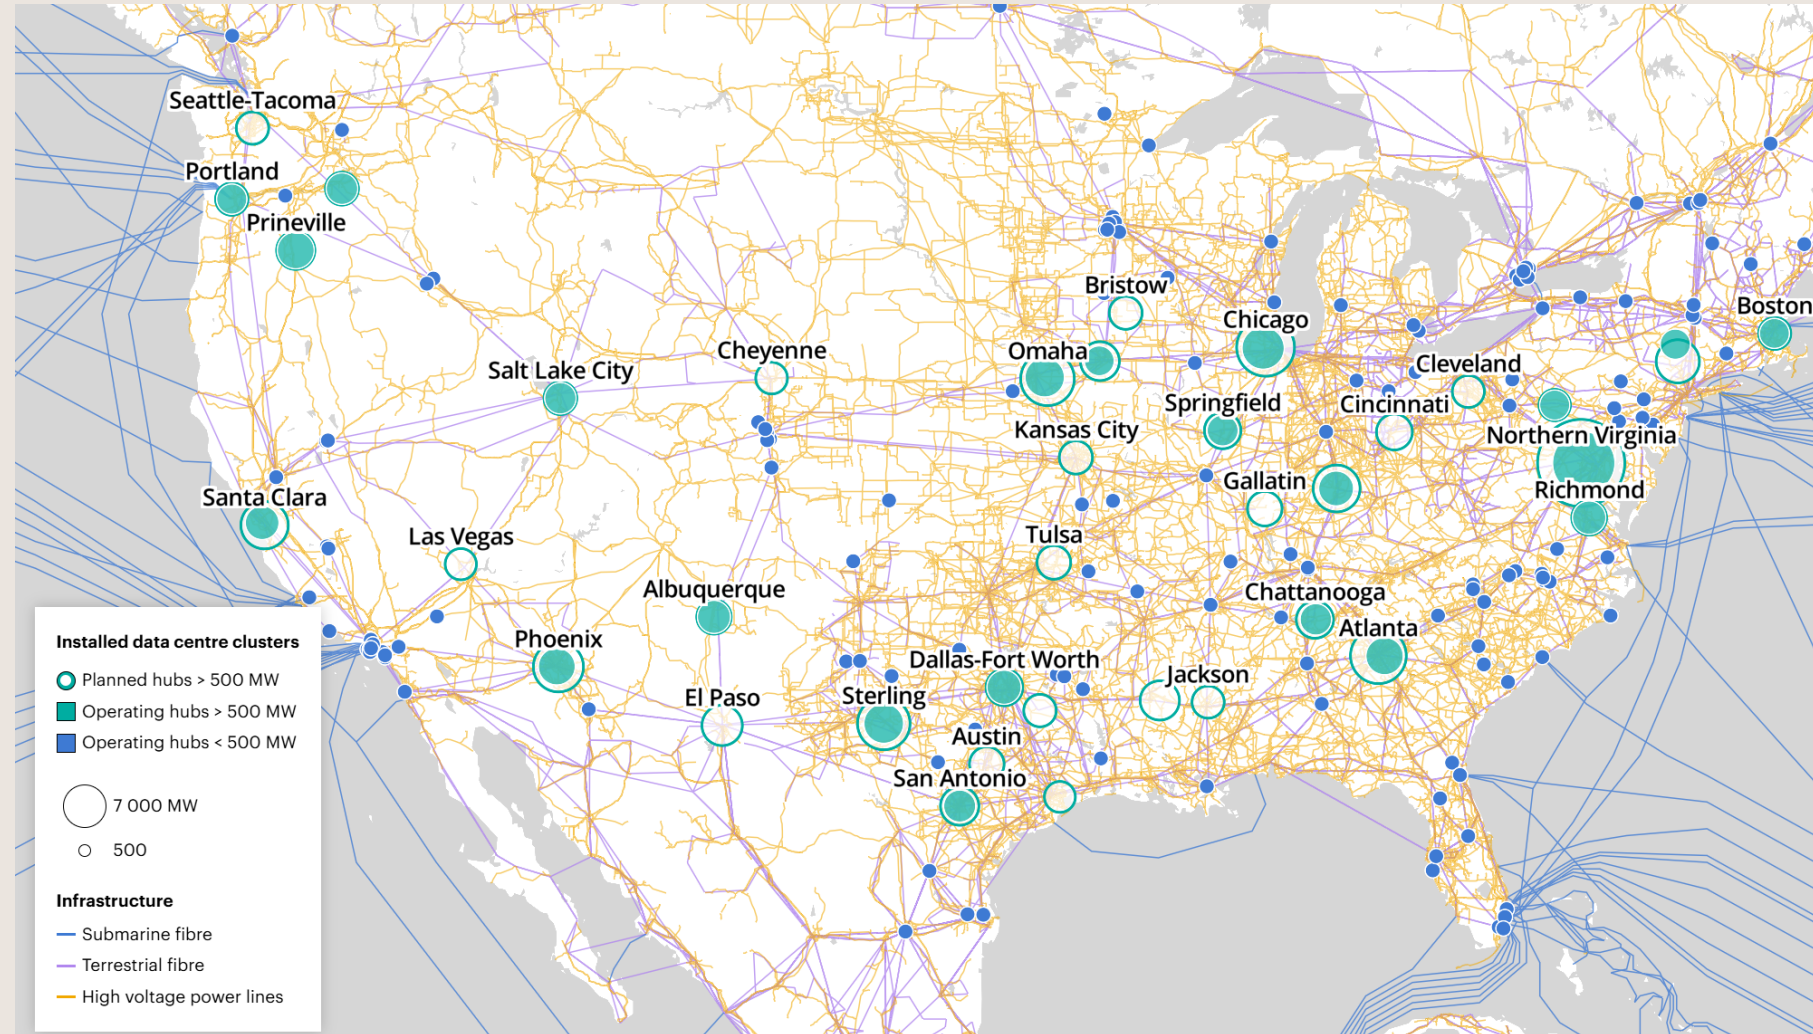 Seattle-Tacoma
Portland
Prineville
Bristow
Boston
Chicago
Cheyenne
Omaha
Salt Lake City
Cleveland
Springfield
Cincinnati
Kansas City
Northern Virginia
Gallatin
Richmond
Santa Clara
Las Vegas
Tulsa
Albuquerque
Chattanooga
Atlanta
Phoenix
Dallas-Fort Worth
Jackson
El Paso
Sterling
Austin
San Antonio
Installed data centre clusters
Planned hubs > 500 MW
Operating hubs > 500 MW
Operating hubs < 500 MW
7 000 MW
500
Infrastructure
Submarine fibre
Terrestrial fibre
High voltage power lines